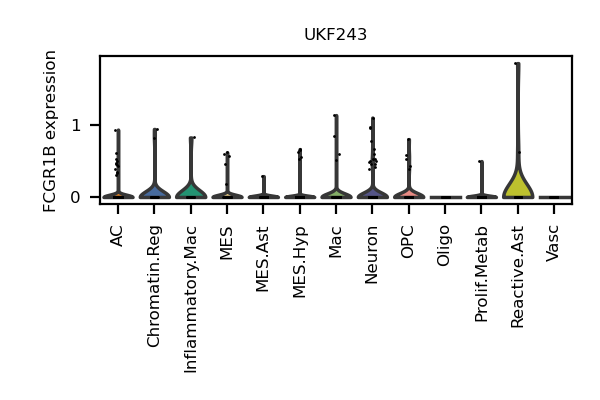 UKF243
FCGR1B expression
1
0
AC
Chromatin.Reg
Inflammatory.Mac
MES
MES.Ast
MES.Hyp
Mac
Neuron
OPC
Oligo
Prolif.Metab
Reactive.Ast
Vasc